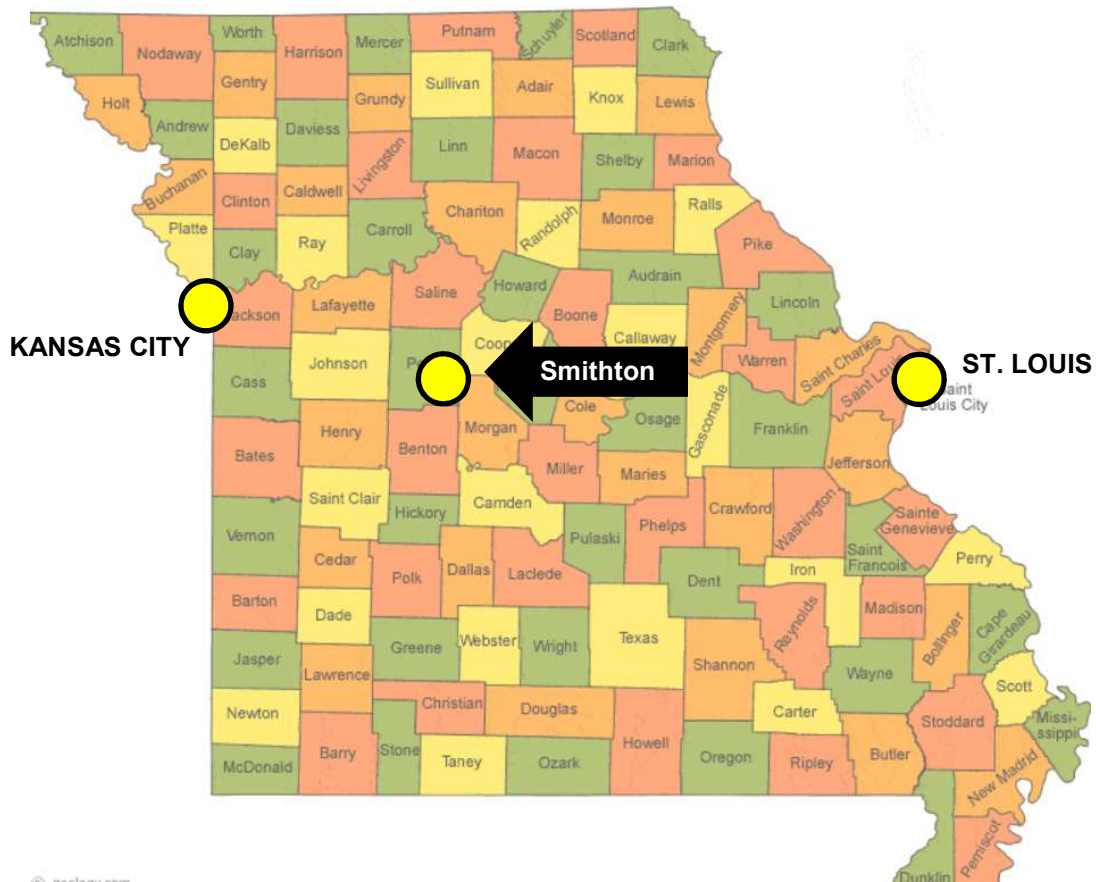 Atchison
Nodaway
Worth
Harrison
Mercer
Putnam
Schuyler
Scotland
Clark
Holt
Gentry
Sullivan
Adair
Knox
Lewis
Andrew
DeKalb
Daviess
Grundy
Linn
Macon
Shelby
Marion
Buchanan
Clinton
Caldwell
Livingston
Chariton
Randolph
Monroe
Ralls
Platte
Clay
Ray
Carroll
Pike
Saline
Howard
Audrain
Lincoln
ackson
Lafayette
Boone
Callaway
Montgomery
KANSAS CITY
Johnson
Coop
Smithton
Warren
Saint Charles
Saint Louis
ST. LOUIS
Saint
Louis City
Cass
Henry
Morgan
Cole
Osage
Gasconade
Franklin
Jefferson
Bates
Benton
Miller
Maries
Saint Clair
Hickory
Camden
Crawford
Washington
Sainte
Genevieve
Vernon
Cedar
Pulaski
Phelps
Saint
Francois
Perry
Polk
Dallas
Laclede
Dent
Iron
Barton
Dade
Reynolds
Madison
Bollinger
Cape
Girardeau
Jasper
Greene
Webster
Wright
Texas
Shannon
Wayne
Lawrence
Scott
Newton
Christian
Douglas
Carter
Stoddard
Missi-
ssippi
McDonald
Barry
Stone
Taney
Ozark
Howell
Oregon
Ripley
Butler
New Madrid
Pemiscot
Dunklin